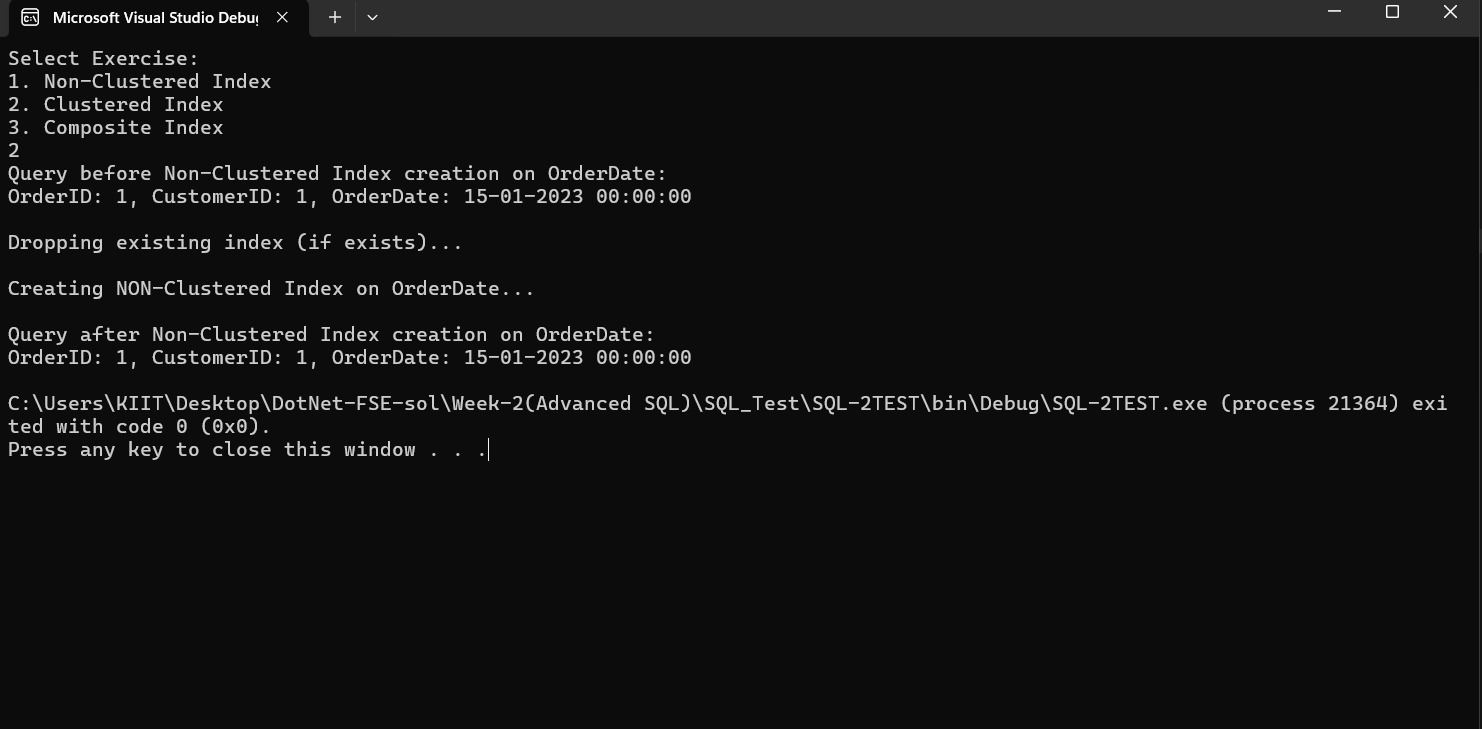 Microsoft Visual Studio Debug
Select Exercise:
1. Non-Clustered Index
2. Clustered Index
3. Composite Index
2
Query before Non-Clustered Index creation on OrderDate:
OrderID: 1, CustomerID: 1, OrderDate: 15-01-2023 00:00:00
Dropping existing index (if exists)...
Creating NON-Clustered Index on OrderDate...
Query after Non-Clustered Index creation on OrderDate:
OrderID: 1, CustomerID: 1, OrderDate: 15-01-2023 00:00:00
C:\Users\KIIT\Desktop\DotNet-FSE-sol\Week-2(Advanced SQL)\SQL_Test\SQL-2TEST\bin\Debug\SQL-2TEST.exe (process 21364) exi
ted with code 0 (0x0).
Press any key to close this window . . .